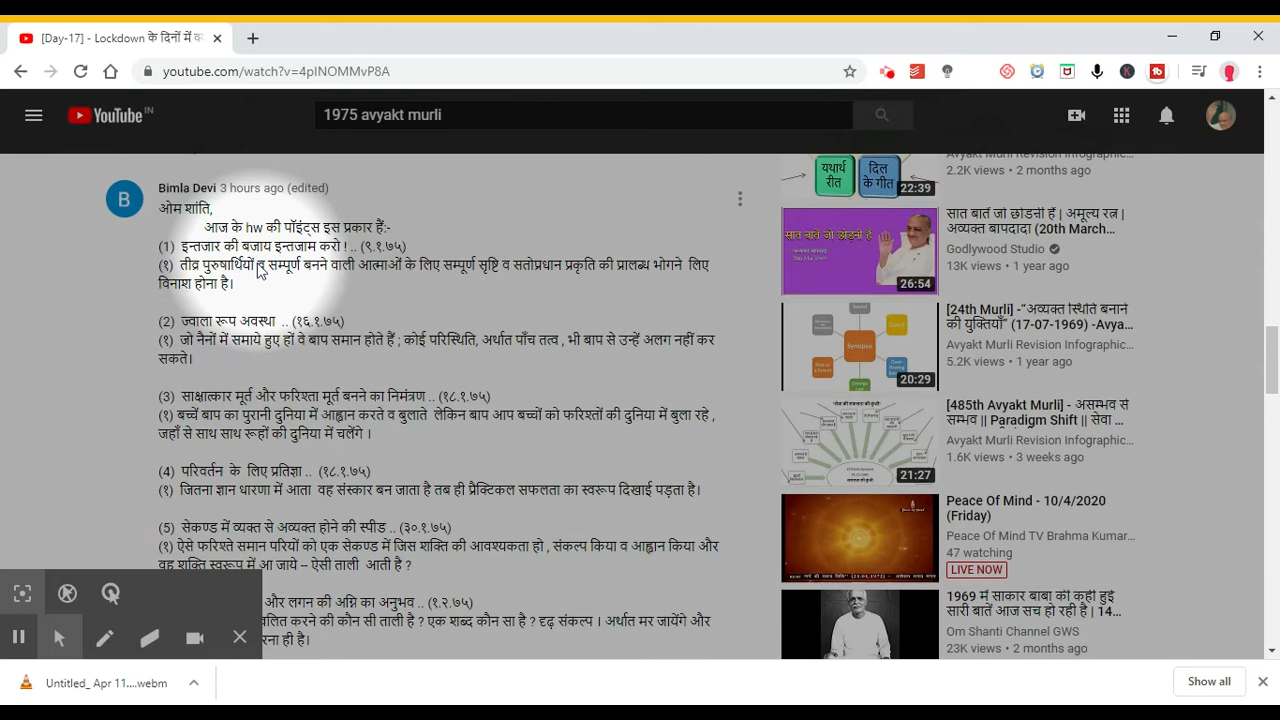 [Day-17] - Lockdown के दिनों में क्य
youtube.com/watch?v=4pINOMMvP8A
YouTube IN
1975 avyakt murli
B
Bimla Devi 3 hours ago (edited)
ओम शांति,
आज के hw की पॉइंट्स इस प्रकार हैं:-
(1) इन्तजार की बजाय इन्तजाम करो ! .. (९.१.७५)
(१) तीव्र पुरुषार्थियों व सम्पूर्ण बनने वाली आत्माओं के लिए सम्पूर्ण सृष्टि व सतोप्रधान प्रकृति की प्रालब्ध भोगने लिए
विनाश होना है।
(2) ज्वाला रूप अवस्था .. (१६.१.७५)
(१) जो नैनों में समाये हुए हों वे बाप समान होते हैं ; कोई परिस्थिति, अर्थात पाँच तत्व , भी बाप से उन्हें अलग नहीं कर
सकते।
(3) साक्षात्कार मूर्त और फरिश्ता मूर्त बनने का निमंत्रण .. (१८.१.७५)
(१) बच्चें बाप का पुरानी दुनिया में आह्वान करते व बुलाते लेकिन बाप आप बच्चों को फरिश्तों की दुनिया में बुला रहे ,
जहाँ से साथ साथ रूहों की दुनिया में चलेंगे ।
(4) परिवर्तन के लिए प्रतिज्ञा .. (१८.१.७५)
(१) जितना ज्ञान धारणा में आता वह संस्कार बन जाता है तब ही प्रैक्टिकल सफलता का स्वरूप दिखाई पड़ता है।
(5) सेकण्ड में व्यक्त से अव्यक्त होने की स्पीड .. (३०.१.७५)
(१) ऐसे फरिश्ते समान परियों को एक सेकण्ड में जिस शक्ति की आवश्यकता हो , संकल्प किया व आह्वान किया और
वह शक्ति स्वरूप में आ जाये – ऐसी ताली आती है ?
और लगन की अग्नि का अनुभव .. (१.२.७५)
लित करने की कौन सी ताली है ? एक शब्द कौन सा है ? दृढ़ संकल्प । अर्थात मर जायेंगे और
रना ही है।
यथार्थ रीत
दिल के गीत
22:39
2.2K views • 2 months ago
सात बातें जो छोडनी हैं
26:54
सात बातें जो छोडनी हैं | अमूल्य रत्न |
अव्यक्त बापदादा (20th March...
Godlywood Studio
13K views • 1 year ago
Synopsis
20:29
[24th Murli] -“अव्यक्त स्थिति बनाने
की युक्तियाँ” (17-07-1969) -Avya...
Avyakt Murli Revision Infographic...
5.2K views • 1 year ago
21:27
[485th Avyakt Murli] - असम्भव से
सम्भव || Paradigm Shift || सेवा ...
Avyakt Murli Revision Infographic...
1.6K views • 3 weeks ago
Peace Of Mind - 10/4/2020
(Friday)
Peace Of Mind TV Brahma Kumar...
47 watching
LIVE NOW
1969 में साकार बाबा की कही हुई
सारी बातें आज सच हो रही है | 14...
Om Shanti Channel GWS
23K views • 2 months ago
Untitled_ Apr 11....webm
Show all